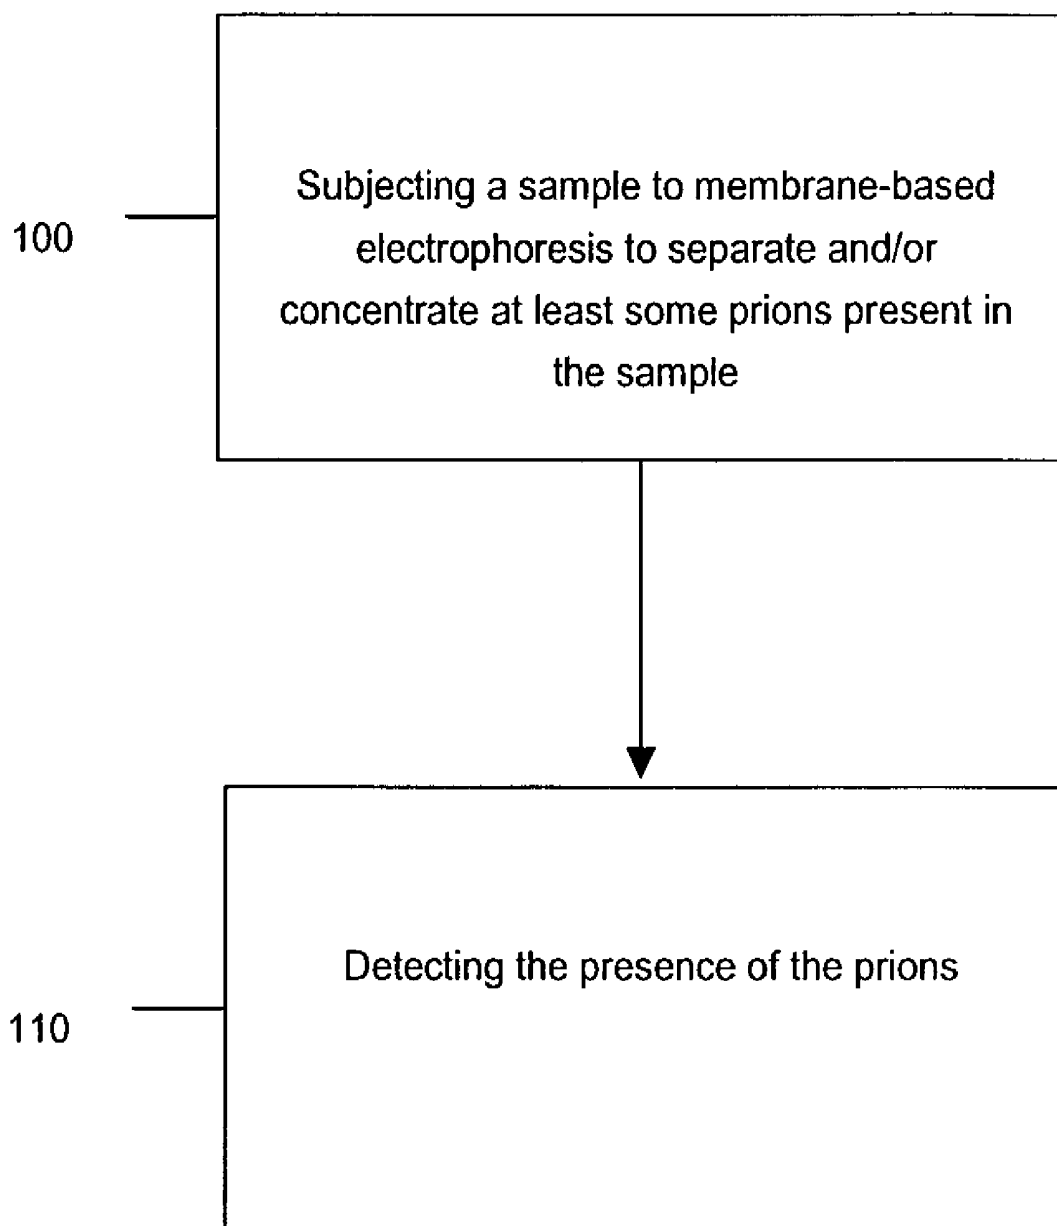 Subjecting a sample to membrane-based
electrophoresis to separate and/or
concentrate at least some prions present in
the sample
100
Detecting the presence of the prions
110